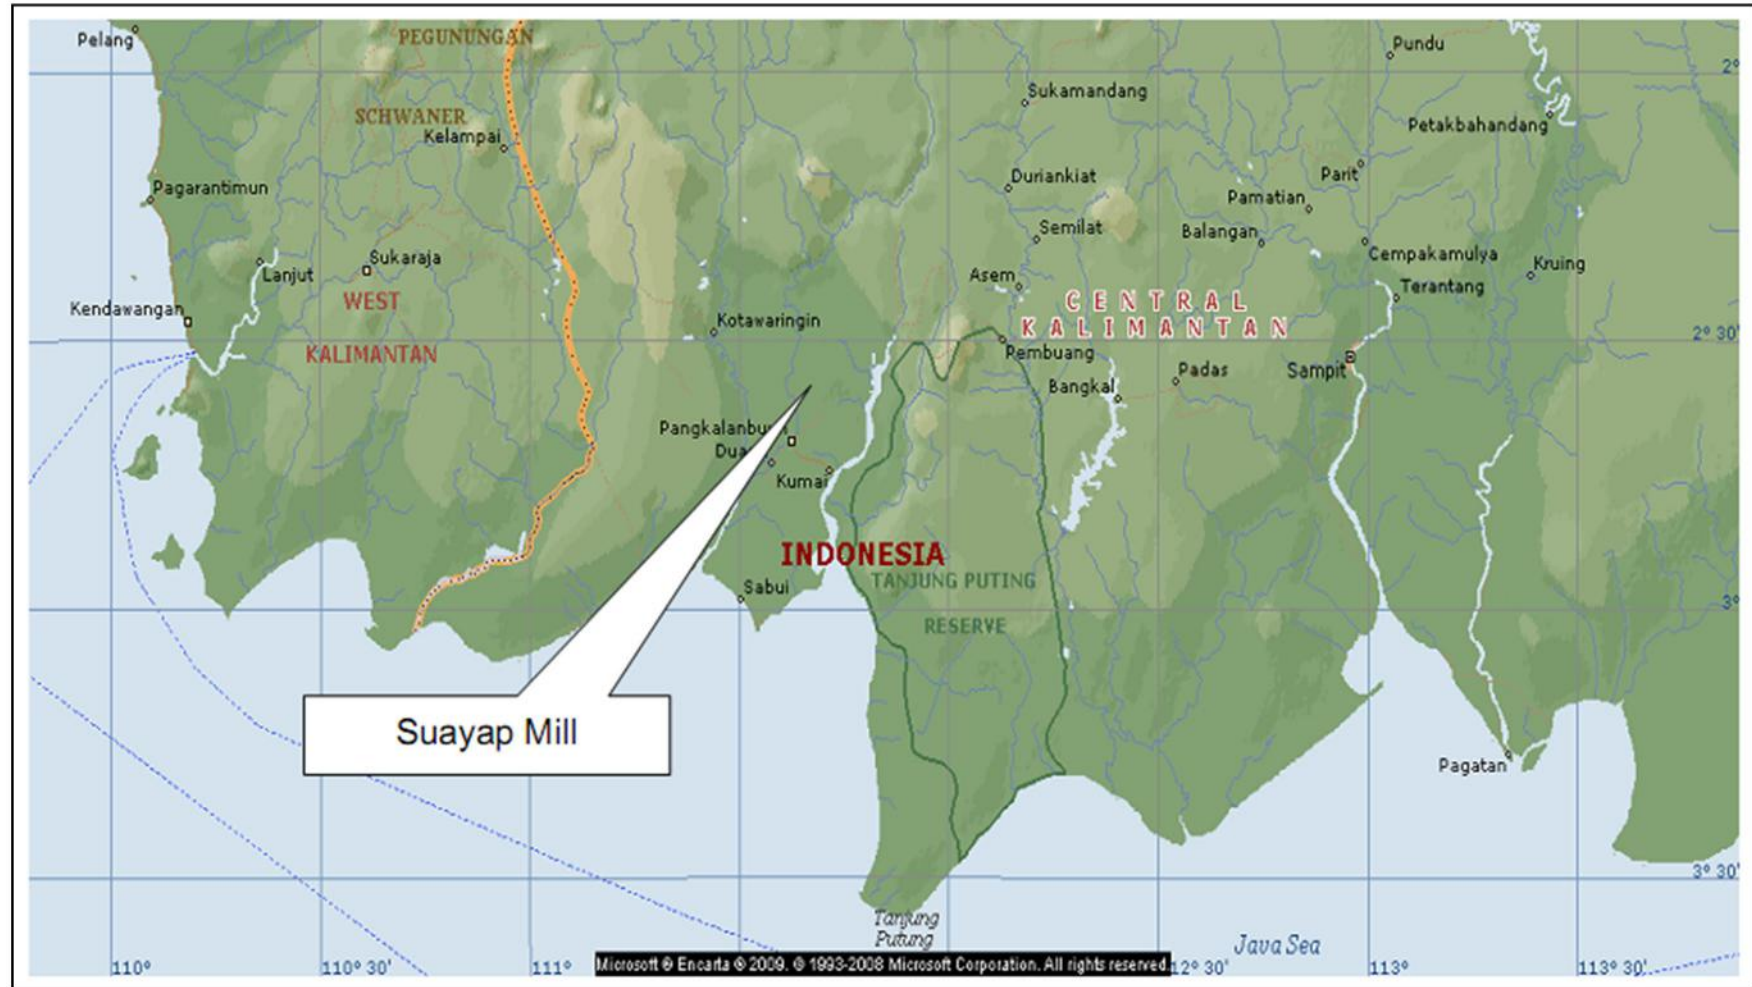 Pelang
PEGUNUNGAN
Pundu
2°
SCHWANER
Sukamandang
Kelampai
Petakbahandang
Pagarantimun
Duriankiat
Parit
Pamatian
Semilat
Balangan
Sukaraja
Lanjut
Asem
Cempakamulya
Kruing
Terantang
WEST
KALIMANTAN
CENTRAL
KALIMANTAN
Kendawangan
Kotawaringin
2° 30'
Pembuang
Bangkal
Padas
Sampit
Kumai
INDONESIA
TANJUNG PUTING
RESERVE
Sabui
3°
Suayap Mill
Pagatan
3° 30'
Tanjung
Putung
Java Sea
110°
110° 30'
111°
Microsoft ® Encarta ® 2009. © 1993-2008 Microsoft Corporation. All rights reserved.
12° 30'
113°
113° 30'